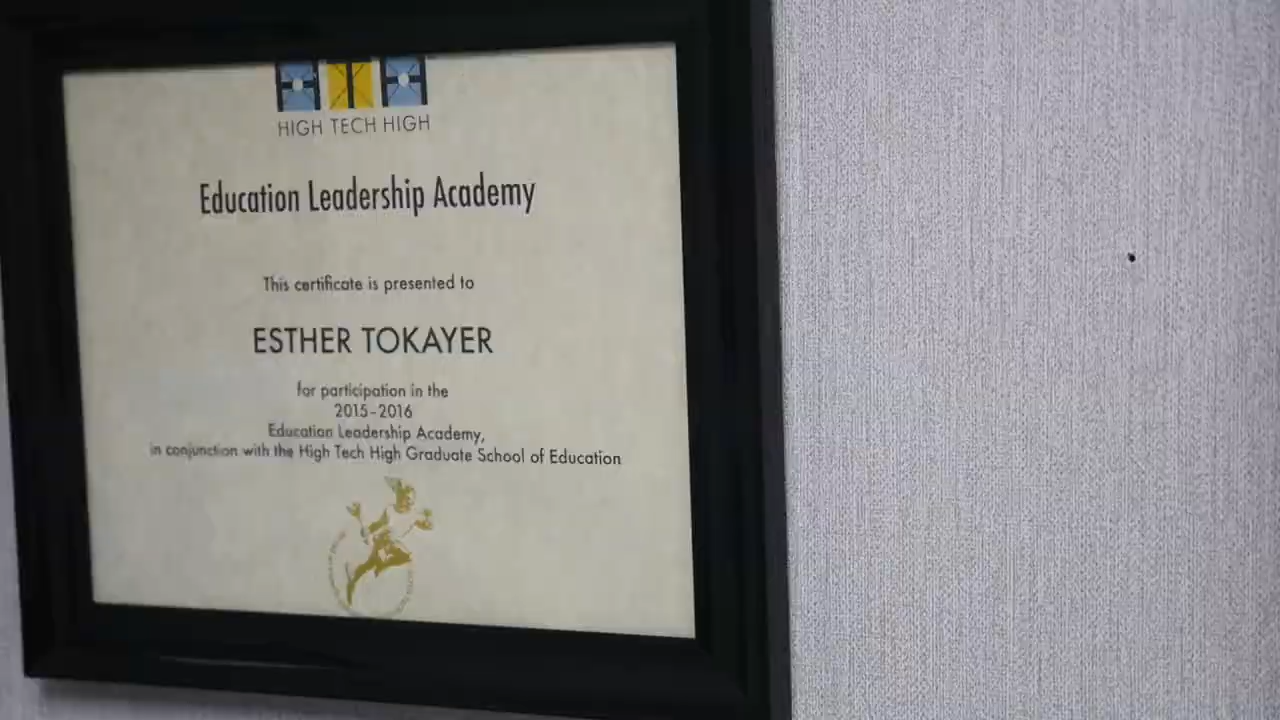 HIGH TECH HIGH
Education Leadership Academy
This certificate is presented to
ESTHER TOKAYER
for participation in the
2015-2016
Education Leadership Academy,
in conjunction with the High Tech High Graduate School of Education